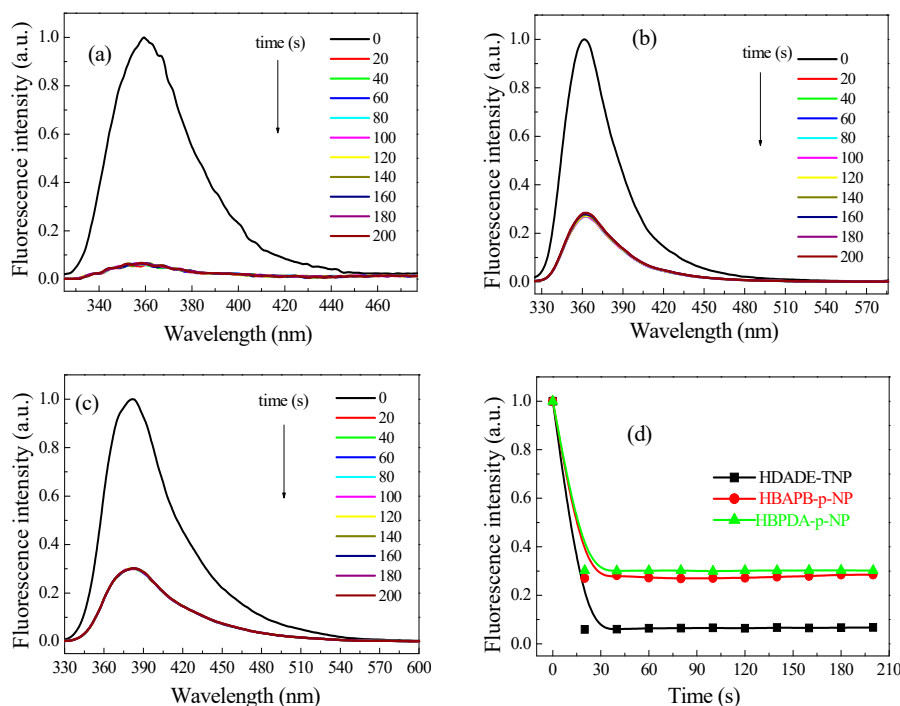 (a)
time (s)
0
20
40
60
80
100
120
140
160
180
200
Fluorescence intensity (a.u.)
1.0
0.8
0.6
0.4
0.2
0.0
340 360 380 400 420 440 460
Wavelength (nm)
(b)
time (s)
0
20
40
60
80
100
120
140
160
180
200
Fluorescence intensity (a.u.)
1.0
0.8
0.6
0.4
0.2
0.0
330 360 390 420 450 480 510 540 570
Wavelength (nm)
(c)
time (s)
0
20
40
60
80
100
120
140
160
180
200
Fluorescence intensity (a.u.)
1.0
0.8
0.6
0.4
0.2
0.0
330 360 390 420 450 480 510 540 570 600
Wavelength (nm)
(d)
HDADE-TNP
HBAPB-p-NP
HBPDA-p-NP
Fluorescence intensity (a.u.)
1.0
0.8
0.6
0.4
0.2
0.0
0 30 60 90 120 150 180 210
Time (s)